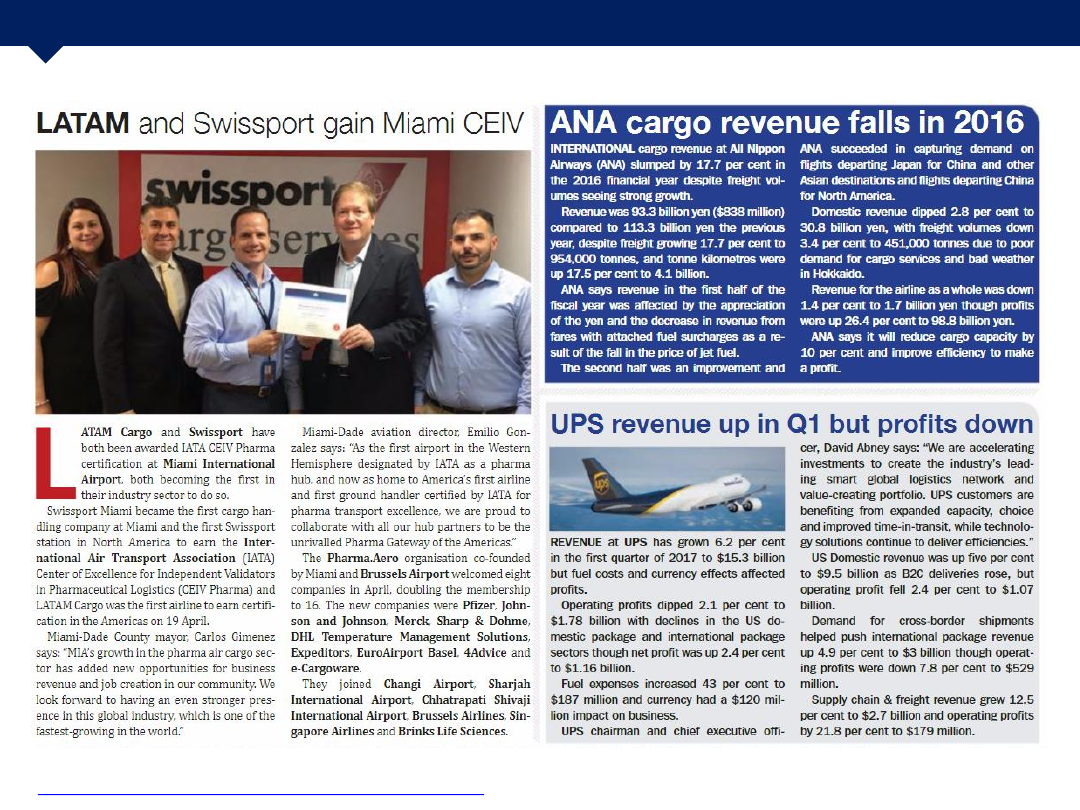 LATAM and Swissport gain Miami CEIV
swissport
cargo services
LATAM Cargo and Swissport have
both been awarded IATA CEIV Pharma
certification at Miami International
Airport, both becoming the first in
their industry sector to do so.
Swissport Miami became the first cargo han-
dling company at Miami and the first Swissport
station in North America to earn the Inter-
national Air Transport Association (IATA)
Center of Excellence for Independent Validators
in Pharmaceutical Logistics (CEIV Pharma) and
LATAM Cargo was the first airline to earn certifi-
cation in the Americas on 19 April.
Miami-Dade County mayor, Carlos Gimenez
says: “MIA’s growth in the pharma air cargo sec-
tor has added new opportunities for business
revenue and job creation in our community. We
look forward to having an even stronger pres-
ence in this global industry, which is one of the
fastest-growing in the world.”
Miami-Dade aviation director, Emilio Gon-
zalez says: “As the first airport in the Western
Hemisphere designated by IATA as a pharma
hub, and now as home to America’s first airline
and first ground handler certified by IATA for
pharma transport excellence, we are proud to
collaborate with all our hub partners to be the
unrivalled Pharma Gateway of the Americas.”
The Pharma.Aero organisation co-founded
by Miami and Brussels Airport welcomed eight
companies in April, doubling the membership
to 16. The new companies were Pfizer, John-
son and Johnson, Merck, Sharp & Dohme,
DHL Temperature Management Solutions,
Expeditors, EuroAirport Basel, 4Advice and
e-Cargoware.
They joined Changi Airport, Sharjah
International Airport, Chhatrapati Shivaji
International Airport, Brussels Airlines, Sin-
gapore Airlines and Brinks Life Sciences.
ANA cargo revenue falls in 2016
INTERNATIONAL cargo revenue at All Nippon
Airways (ANA) slumped by 17.7 per cent in
the 2016 financial year despite freight vol-
umes seeing strong growth.
Revenue was 93.3 billion yen ($838 million)
compared to 113.3 billion yen the previous
year, despite freight growing 17.7 per cent to
954,000 tonnes, and tonne kilometres were
up 17.5 per cent to 4.1 billion.
ANA says revenue in the first half of the
fiscal year was affected by the appreciation
of the yen and the decrease in revenue from
fares with attached fuel surcharges as a re-
sult of the fall in the price of jet fuel.
The second half was an improvement and
ANA succeeded in capturing demand on
flights departing Japan for China and other
Asian destinations and flights departing China
for North America.
Domestic revenue dipped 2.8 per cent to
30.8 billion yen, with freight volumes down
3.4 per cent to 451,000 tonnes due to poor
demand for cargo services and bad weather
in Hokkaido.
Revenue for the airline as a whole was down
1.4 per cent to 1.7 billion yen though profits
were up 26.4 per cent to 98.8 billion yen.
ANA says it will reduce cargo capacity by
10 per cent and improve efficiency to make
a profit.
UPS revenue up in Q1 but profits down
ups
REVENUE at UPS has grown 6.2 per cent
in the first quarter of 2017 to $15.3 billion
but fuel costs and currency effects affected
profits.
Operating profits dipped 2.1 per cent to
$1.78 billion with declines in the US do-
mestic package and international package
sectors though net profit was up 2.4 per cent
to $1.16 billion.
Fuel expenses increased 43 per cent to
$187 million and currency had a $120 mil-
lion impact on business.
UPS chairman and chief executive offi-
cer, David Abney says: “We are accelerating
investments to create the industry’s lead-
ing smart global logistics network and
value-creating portfolio. UPS customers are
benefiting from expanded capacity, choice
and improved time-in-transit, while technolo-
gy solutions continue to deliver efficiencies.”
US Domestic revenue was up five per cent
to $9.5 billion as B2C deliveries rose, but
operating profit fell 2.4 per cent to $1.07
billion.
Demand for cross-border shipments
helped push international package revenue
up 4.9 per cent to $3 billion though operat-
ing profits were down 7.8 per cent to $529
million.
Supply chain & freight revenue grew 12.5
per cent to $2.7 billion and operating profits
by 21.8 per cent to $179 million.